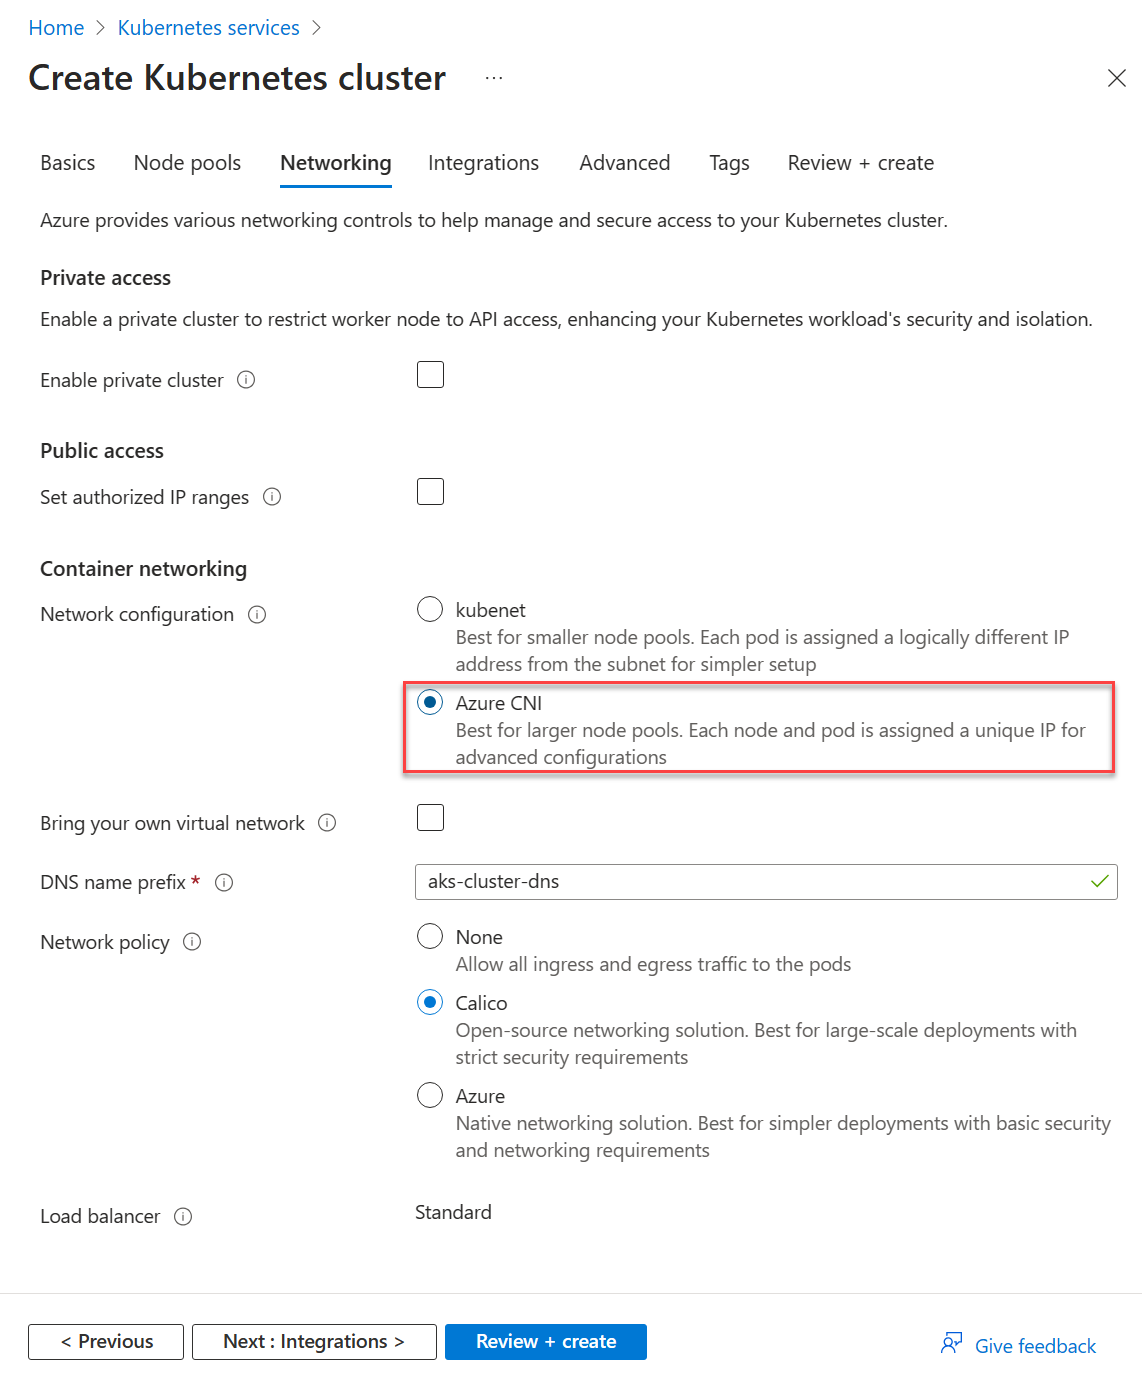 Home > Kubernetes services >
Create Kubernetes cluster ...
Basics Node pools Networking Integrations Advanced Tags Review + create
Azure provides various networking controls to help manage and secure access to your Kubernetes cluster.
Private access
Enable a private cluster to restrict worker node to API access, enhancing your Kubernetes workload's security and isolation.
Enable private cluster
Public access
Set authorized IP ranges
Container networking
Network configuration
kubenet
Best for smaller node pools. Each pod is assigned a logically different IP
address from the subnet for simpler setup
Azure CNI
Best for larger node pools. Each node and pod is assigned a unique IP for
advanced configurations
Bring your own virtual network
DNS name prefix *
aks-cluster-dns
Network policy
None
Allow all ingress and egress traffic to the pods
Calico
Open-source networking solution. Best for large-scale deployments with
strict security requirements
Azure
Native networking solution. Best for simpler deployments with basic security
and networking requirements
Load balancer
Standard
< Previous
Next : Integrations >
Review + create
Give feedback